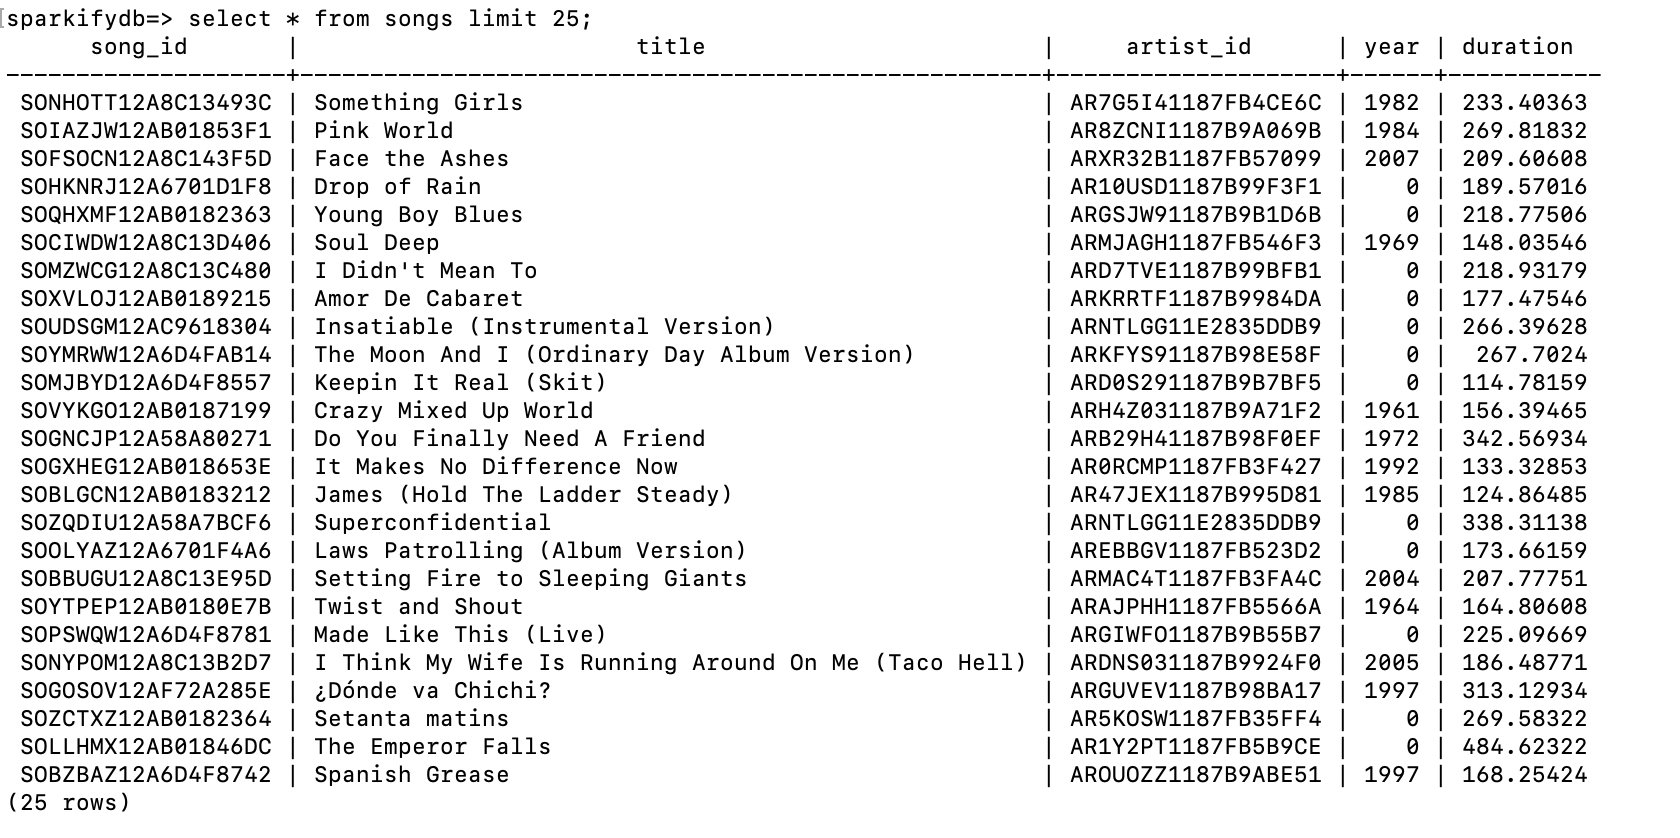 sparkifydb=> select * from songs limit 25;
song_id | title | artist_id | year | duration
--------------------+------------------------------------------------------+--------------------+------+-----------
SONHOTT12A8C13493C | Something Girls | AR7G5I41187FB4CE6C | 1982 | 233.40363
SOIAZJW12AB01853F1 | Pink World | AR8ZCNI1187B9A069B | 1984 | 269.81832
SOFSOCN12A8C143F5D | Face the Ashes | ARXR32B1187FB57099 | 2007 | 209.60608
SOHKNRJ12A6701D1F8 | Drop of Rain | AR10USD1187B99F3F1 | 0 | 189.57016
SOQHXMF12AB0182363 | Young Boy Blues | ARGSJW91187B9B1D6B | 0 | 218.77506
SOCIWDW12A8C13D406 | Soul Deep | ARMJAGH1187FB546F3 | 1969 | 148.03546
SOMZWCG12A8C13C480 | I Didn't Mean To | ARD7TVE1187B99BFB1 | 0 | 218.93179
SOXVLOJ12AB0189215 | Amor De Cabaret | ARKRRTF1187B9984DA | 0 | 177.47546
SOUDSGM12AC9618304 | Insatiable (Instrumental Version) | ARNTLGG11E2835DDB9 | 0 | 266.39628
SOYMRWW12A6D4FAB14 | The Moon And I (Ordinary Day Album Version) | ARKFYS91187B98E58F | 0 | 267.7024
SOMJBYD12A6D4F8557 | Keepin It Real (Skit) | ARD0S291187B9B7BF5 | 0 | 114.78159
SOVYKGO12AB0187199 | Crazy Mixed Up World | ARH4Z031187B9A71F2 | 1961 | 156.39465
SOGNCJP12A58A80271 | Do You Finally Need A Friend | ARB29H41187B98F0EF | 1972 | 342.56934
SOGXHEG12AB018653E | It Makes No Difference Now | AR0RCMP1187FB3F427 | 1992 | 133.32853
SOBLGCN12AB0183212 | James (Hold The Ladder Steady) | AR47JEX1187B995D81 | 1985 | 124.86485
SOZQDIU12A58A7BCF6 | Superconfidential | ARNTLGG11E2835DDB9 | 0 | 338.31138
SOOLYAZ12A6701F4A6 | Laws Patrolling (Album Version) | AREBBGV1187FB523D2 | 0 | 173.66159
SOBBUGU12A8C13E95D | Setting Fire to Sleeping Giants | ARMAC4T1187FB3FA4C | 2004 | 207.77751
SOYTPEP12AB0180E7B | Twist and Shout | ARAJPHH1187FB5566A | 1964 | 164.80608
SOPSWQW12A6D4F8781 | Made Like This (Live) | ARGIWFO1187B9B55B7 | 0 | 225.09669
SONYPOM12A8C13B2D7 | I Think My Wife Is Running Around On Me (Taco Hell) | ARDNS031187B9924F0 | 2005 | 186.48771
SOGOSOV12AF72A285E | ¿Dónde va Chichi? | ARGUVEV1187B98BA17 | 1997 | 313.12934
SOZCTXZ12AB0182364 | Setanta matins | AR5KOSW1187FB35FF4 | 0 | 269.58322
SOLLHMX12AB01846DC | The Emperor Falls | AR1Y2PT1187FB5B9CE | 0 | 484.62322
SOBZBAZ12A6D4F8742 | Spanish Grease | AROUOZZ1187B9ABE51 | 1997 | 168.25424
(25 rows)